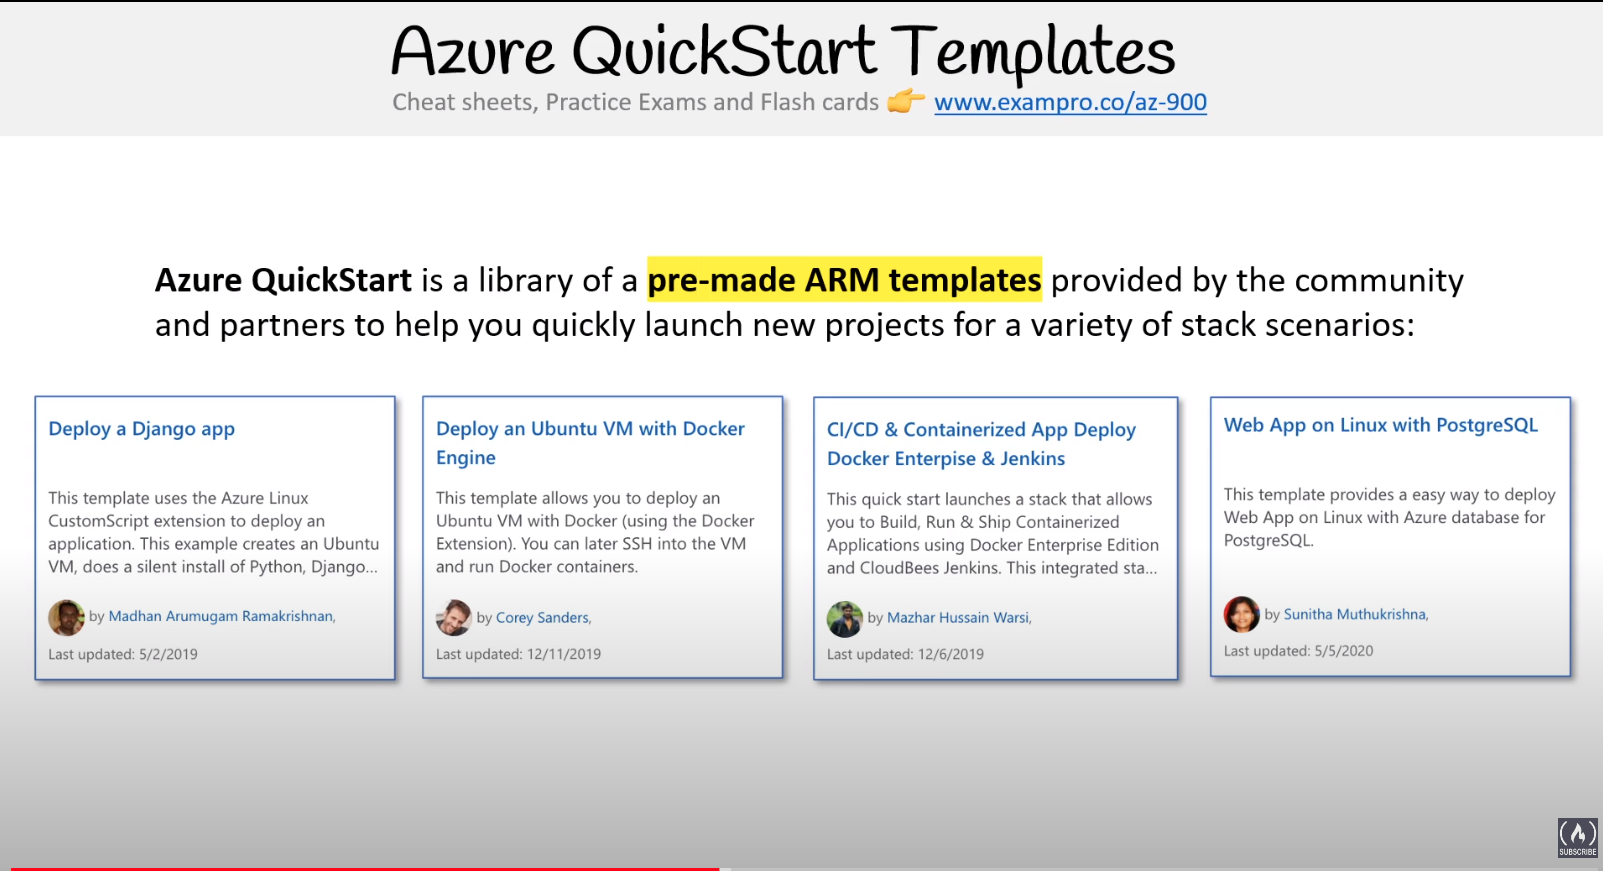 Azure QuickStart Templates
Cheat sheets, Practice Exams and Flash cards 👉 www.exampro.co/az-900
Azure QuickStart is a library of a pre-made ARM templates provided by the community
and partners to help you quickly launch new projects for a variety of stack scenarios:
Deploy a Django app
This template uses the Azure Linux
CustomScript extension to deploy an
application. This example creates an Ubuntu
VM, does a silent install of Python, Django...
by Madhan Arumugam Ramakrishnan,
Last updated: 5/2/2019
Deploy an Ubuntu VM with Docker
Engine
This template allows you to deploy an
Ubuntu VM with Docker (using the Docker
Extension). You can later SSH into the VM
and run Docker containers.
by Corey Sanders,
Last updated: 12/11/2019
CI/CD & Containerized App Deploy
Docker Enterpise & Jenkins
This quick start launches a stack that allows
you to Build, Run & Ship Containerized
Applications using Docker Enterprise Edition
and CloudBees Jenkins. This integrated sta...
by Mazhar Hussain Warsi,
Last updated: 12/6/2019
Web App on Linux with PostgreSQL
This template provides a easy way to deploy
Web App on Linux with Azure database for
PostgreSQL.
by Sunitha Muthukrishna,
Last updated: 5/5/2020
SUBSCRIBE